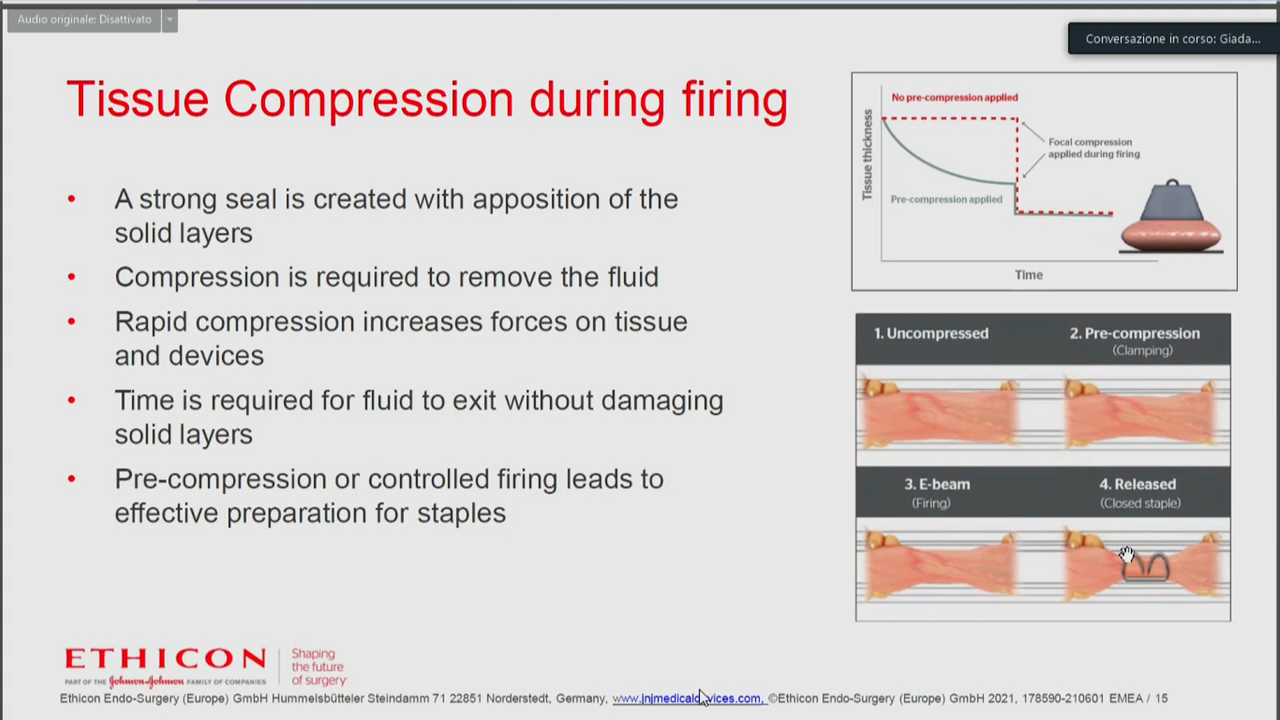 Audio originale: Disattivato
Conversazione in corso: Giada...
Tissue Compression during firing
• A strong seal is created with apposition of the
solid layers
• Compression is required to remove the fluid
• Rapid compression increases forces on tissue
and devices
• Time is required for fluid to exit without damaging
solid layers
• Pre-compression or controlled firing leads to
effective preparation for staples
No pre-compression applied
Tissue thickness
Focal compression
applied during firing
Pre-compression applied
Time
1. Uncompressed
2. Pre-compression
(Clamping)
3. E-beam
(Firing)
4. Released
(Closed staple)
ETHICON
PART OF THE Johnson & Johnson FAMILY OF COMPANIES
Shaping
the future
of surgery
Ethicon Endo-Surgery (Europe) GmbH Hummelsbütteler Steindamm 71 22851 Norderstedt, Germany, www.jnjmedicaldevices.com, ©Ethicon Endo-Surgery (Europe) GmbH 2021, 178590-210601 EMEA / 15